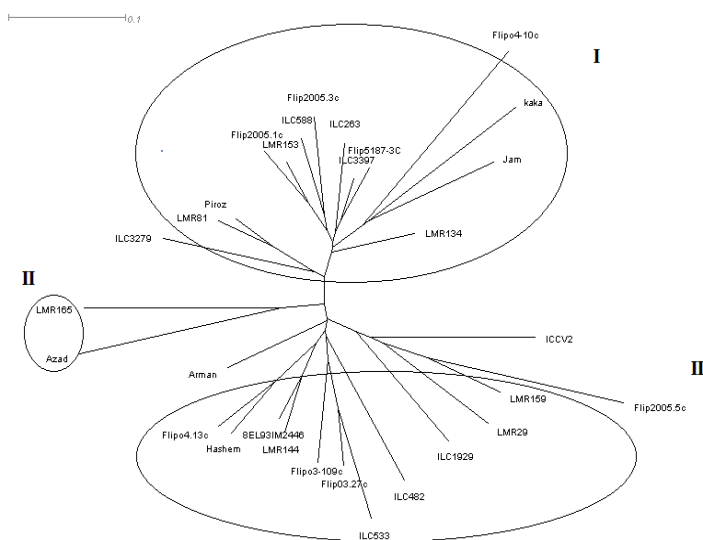 0.1
Flipo4-10c
I
kaka
Flip2005.3c
ILC588
ILC263
Flip2005.1c
LMR153
Flip5187-3C
ILC3397
Jam
Piroz
LMR81
ILC3279
LMR134
II
LMR165
Azad
ICCV2
Arman
II
LMR159
Flip2005.5c
Flipo4.13c
8EL93IM2446
LMR29
Hashem
LMR144
ILC1929
Flipo3-109c
Flip03.27c
ILC482
ILC533